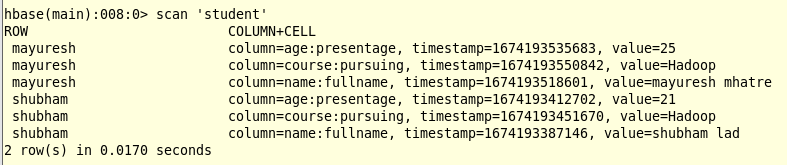 hbase(main):008:0> scan 'student'
ROW COLUMN+CELL
mayuresh column=age:presentage, timestamp=1674193535683, value=25
mayuresh column=course:pursuing, timestamp=1674193550842, value=Hadoop
mayuresh column=name:fullname, timestamp=1674193518601, value=mayuresh mhatre
shubham column=age:presentage, timestamp=1674193412702, value=21
shubham column=course:pursuing, timestamp=1674193451670, value=Hadoop
shubham column=name:fullname, timestamp=1674193387146, value=shubham lad
2 row(s) in 0.0170 seconds